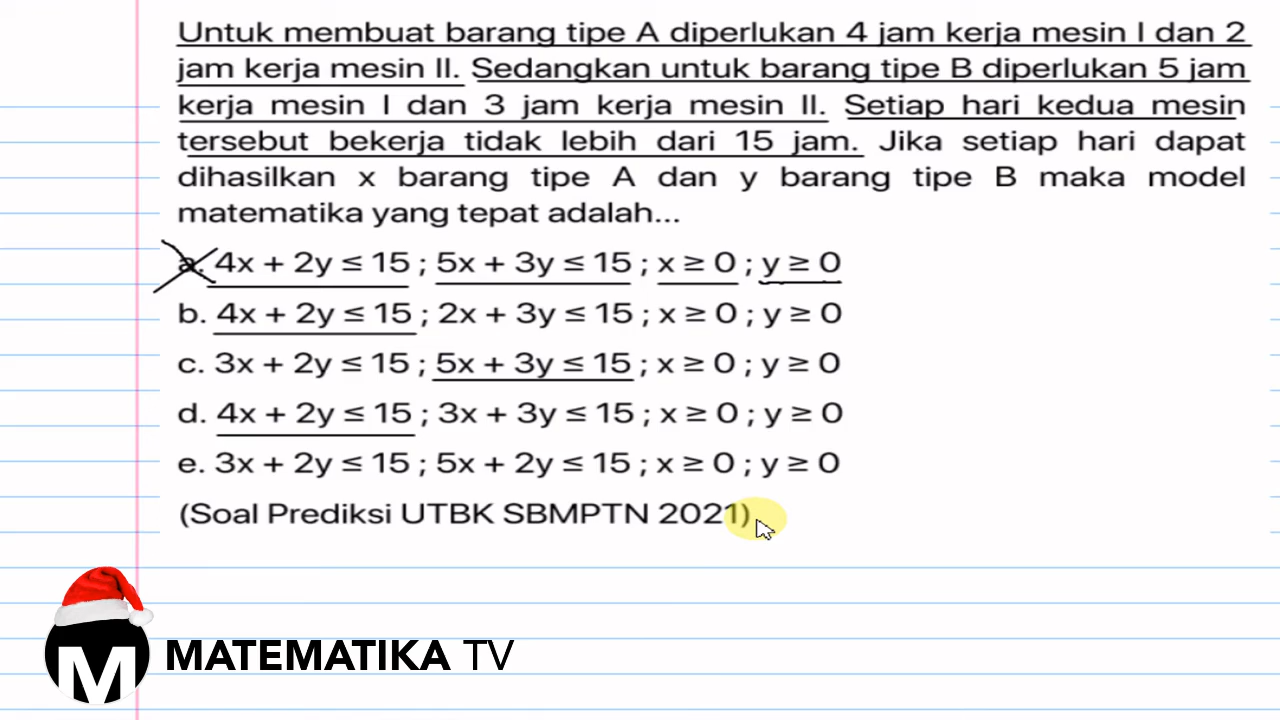 Untuk membuat barang tipe A diperlukan 4 jam kerja mesin I dan 2
jam kerja mesin II. Sedangkan untuk barang tipe B diperlukan 5 jam
kerja mesin I dan 3 jam kerja mesin II. Setiap hari kedua mesin
tersebut bekerja tidak lebih dari 15 jam. Jika setiap hari dapat
dihasilkan x barang tipe A dan y barang tipe B maka model
matematika yang tepat adalah...
a. 4x + 2y ≤ 15 ; 5x + 3y ≤ 15 ; x ≥ 0 ; y ≥ 0
b. 4x + 2y ≤ 15 ; 2x + 3y ≤ 15 ; x ≥ 0 ; y ≥ 0
c. 3x + 2y ≤ 15 ; 5x + 3y ≤ 15 ; x ≥ 0 ; y ≥ 0
d. 4x + 2y ≤ 15 ; 3x + 3y ≤ 15 ; x ≥ 0 ; y ≥ 0
e. 3x + 2y ≤ 15 ; 5x + 2y ≤ 15 ; x ≥ 0 ; y ≥ 0
(Soal Prediksi UTBK SBMPTN 2021)
M MATEMATIKA TV